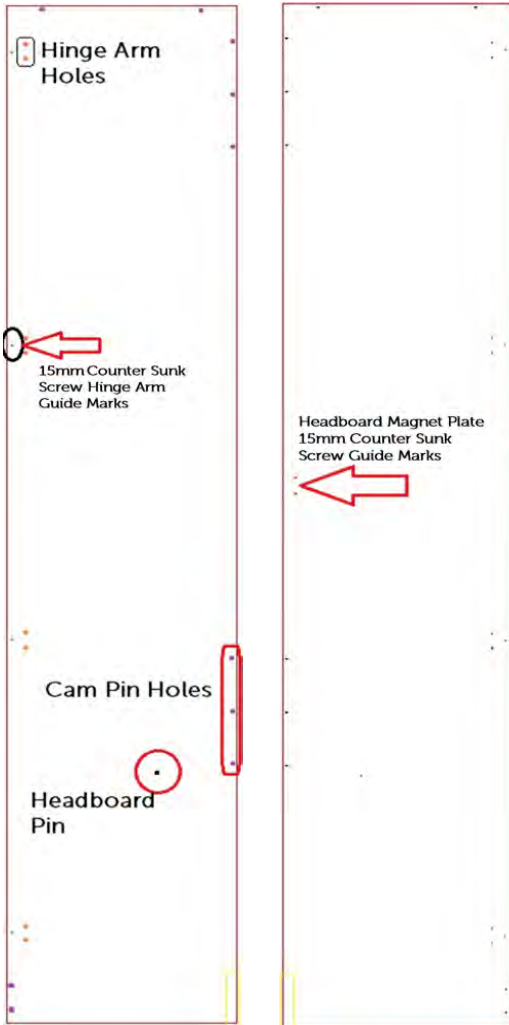 Hinge Arm
Holes
15mm Counter Sunk
Screw Hinge Arm
Guide Marks
Headboard Magnet Plate
15mm Counter Sunk
Screw Guide Marks
Cam Pin Holes
Headboard
Pin